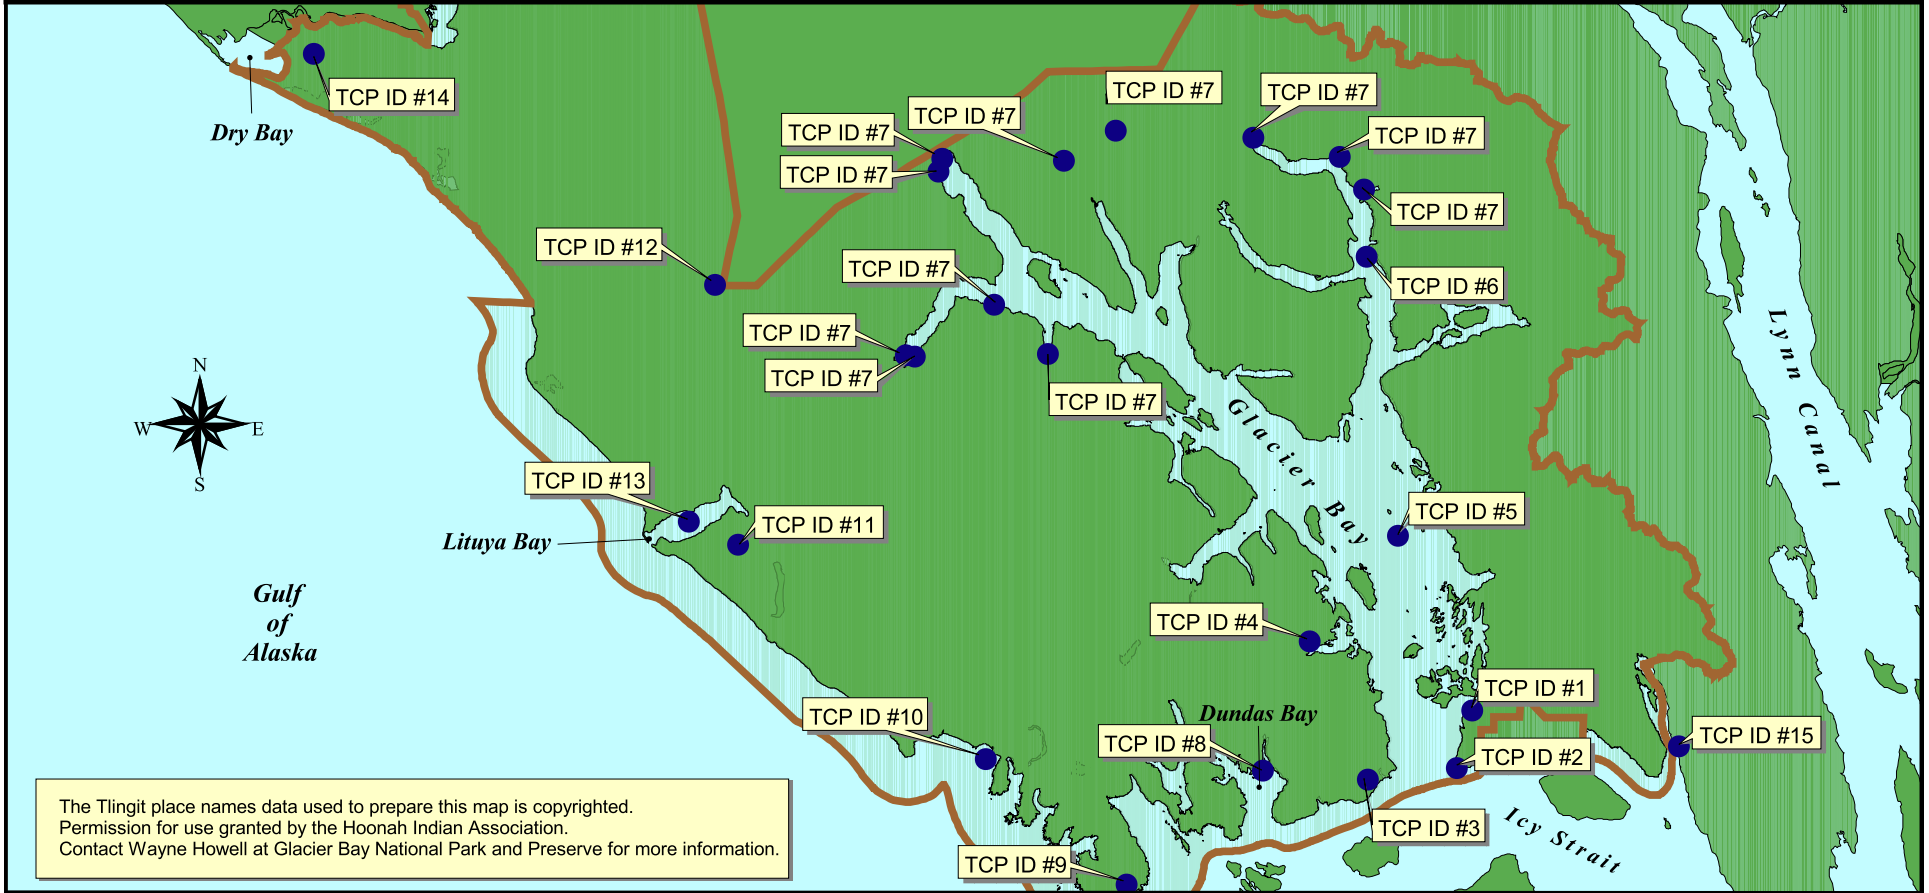 TCP ID #14
Dry Bay
TCP ID #7
TCP ID #7
TCP ID #7
TCP ID #7
TCP ID #7
TCP ID #7
TCP ID #7
TCP ID #12
TCP ID #7
TCP ID #6
TCP ID #7
TCP ID #7
TCP ID #7
Lynn Canal
N
W E
S
Glacier Bay
TCP ID #13
TCP ID #11
TCP ID #5
Lituya Bay
Gulf
of
Alaska
TCP ID #4
TCP ID #1
TCP ID #10
Dundas Bay
TCP ID #8
TCP ID #15
TCP ID #2
TCP ID #3
Icy Strait
TCP ID #9
The Tlingit place names data used to prepare this map is copyrighted.
Permission for use granted by the Hoonah Indian Association.
Contact Wayne Howell at Glacier Bay National Park and Preserve for more information.